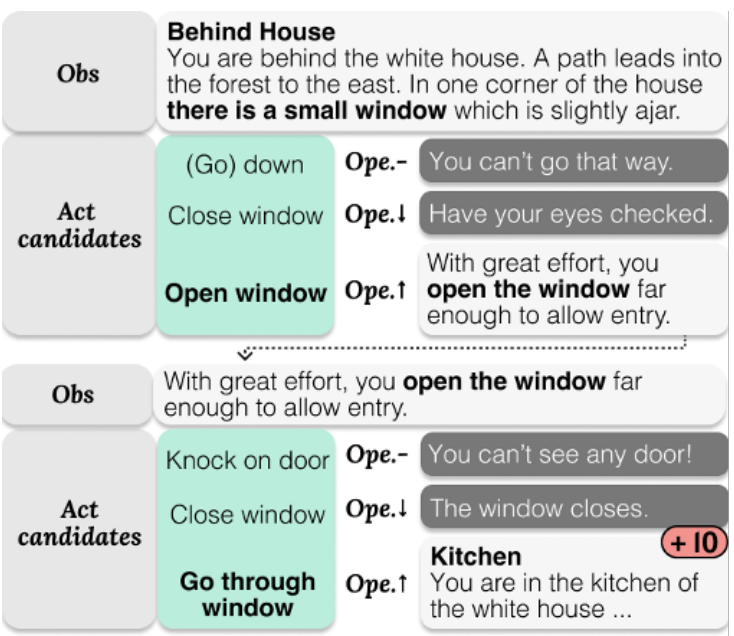 Obs
Behind House
You are behind the white house. A path leads into
the forest to the east. In one corner of the house
there is a small window which is slightly ajar.
Act
candidates
(Go) down
Ope.-
You can't go that way.
Close window
Ope.↓
Have your eyes checked.
Open window
Ope.↑
With great effort, you
open the window far
enough to allow entry.
Obs
With great effort, you open the window far
enough to allow entry.
Act
candidates
Knock on door
Ope.-
You can't see any door!
Close window
Ope.↓
The window closes.
Go through
window
Ope.↑
+10
Kitchen
You are in the kitchen of
the white house ...